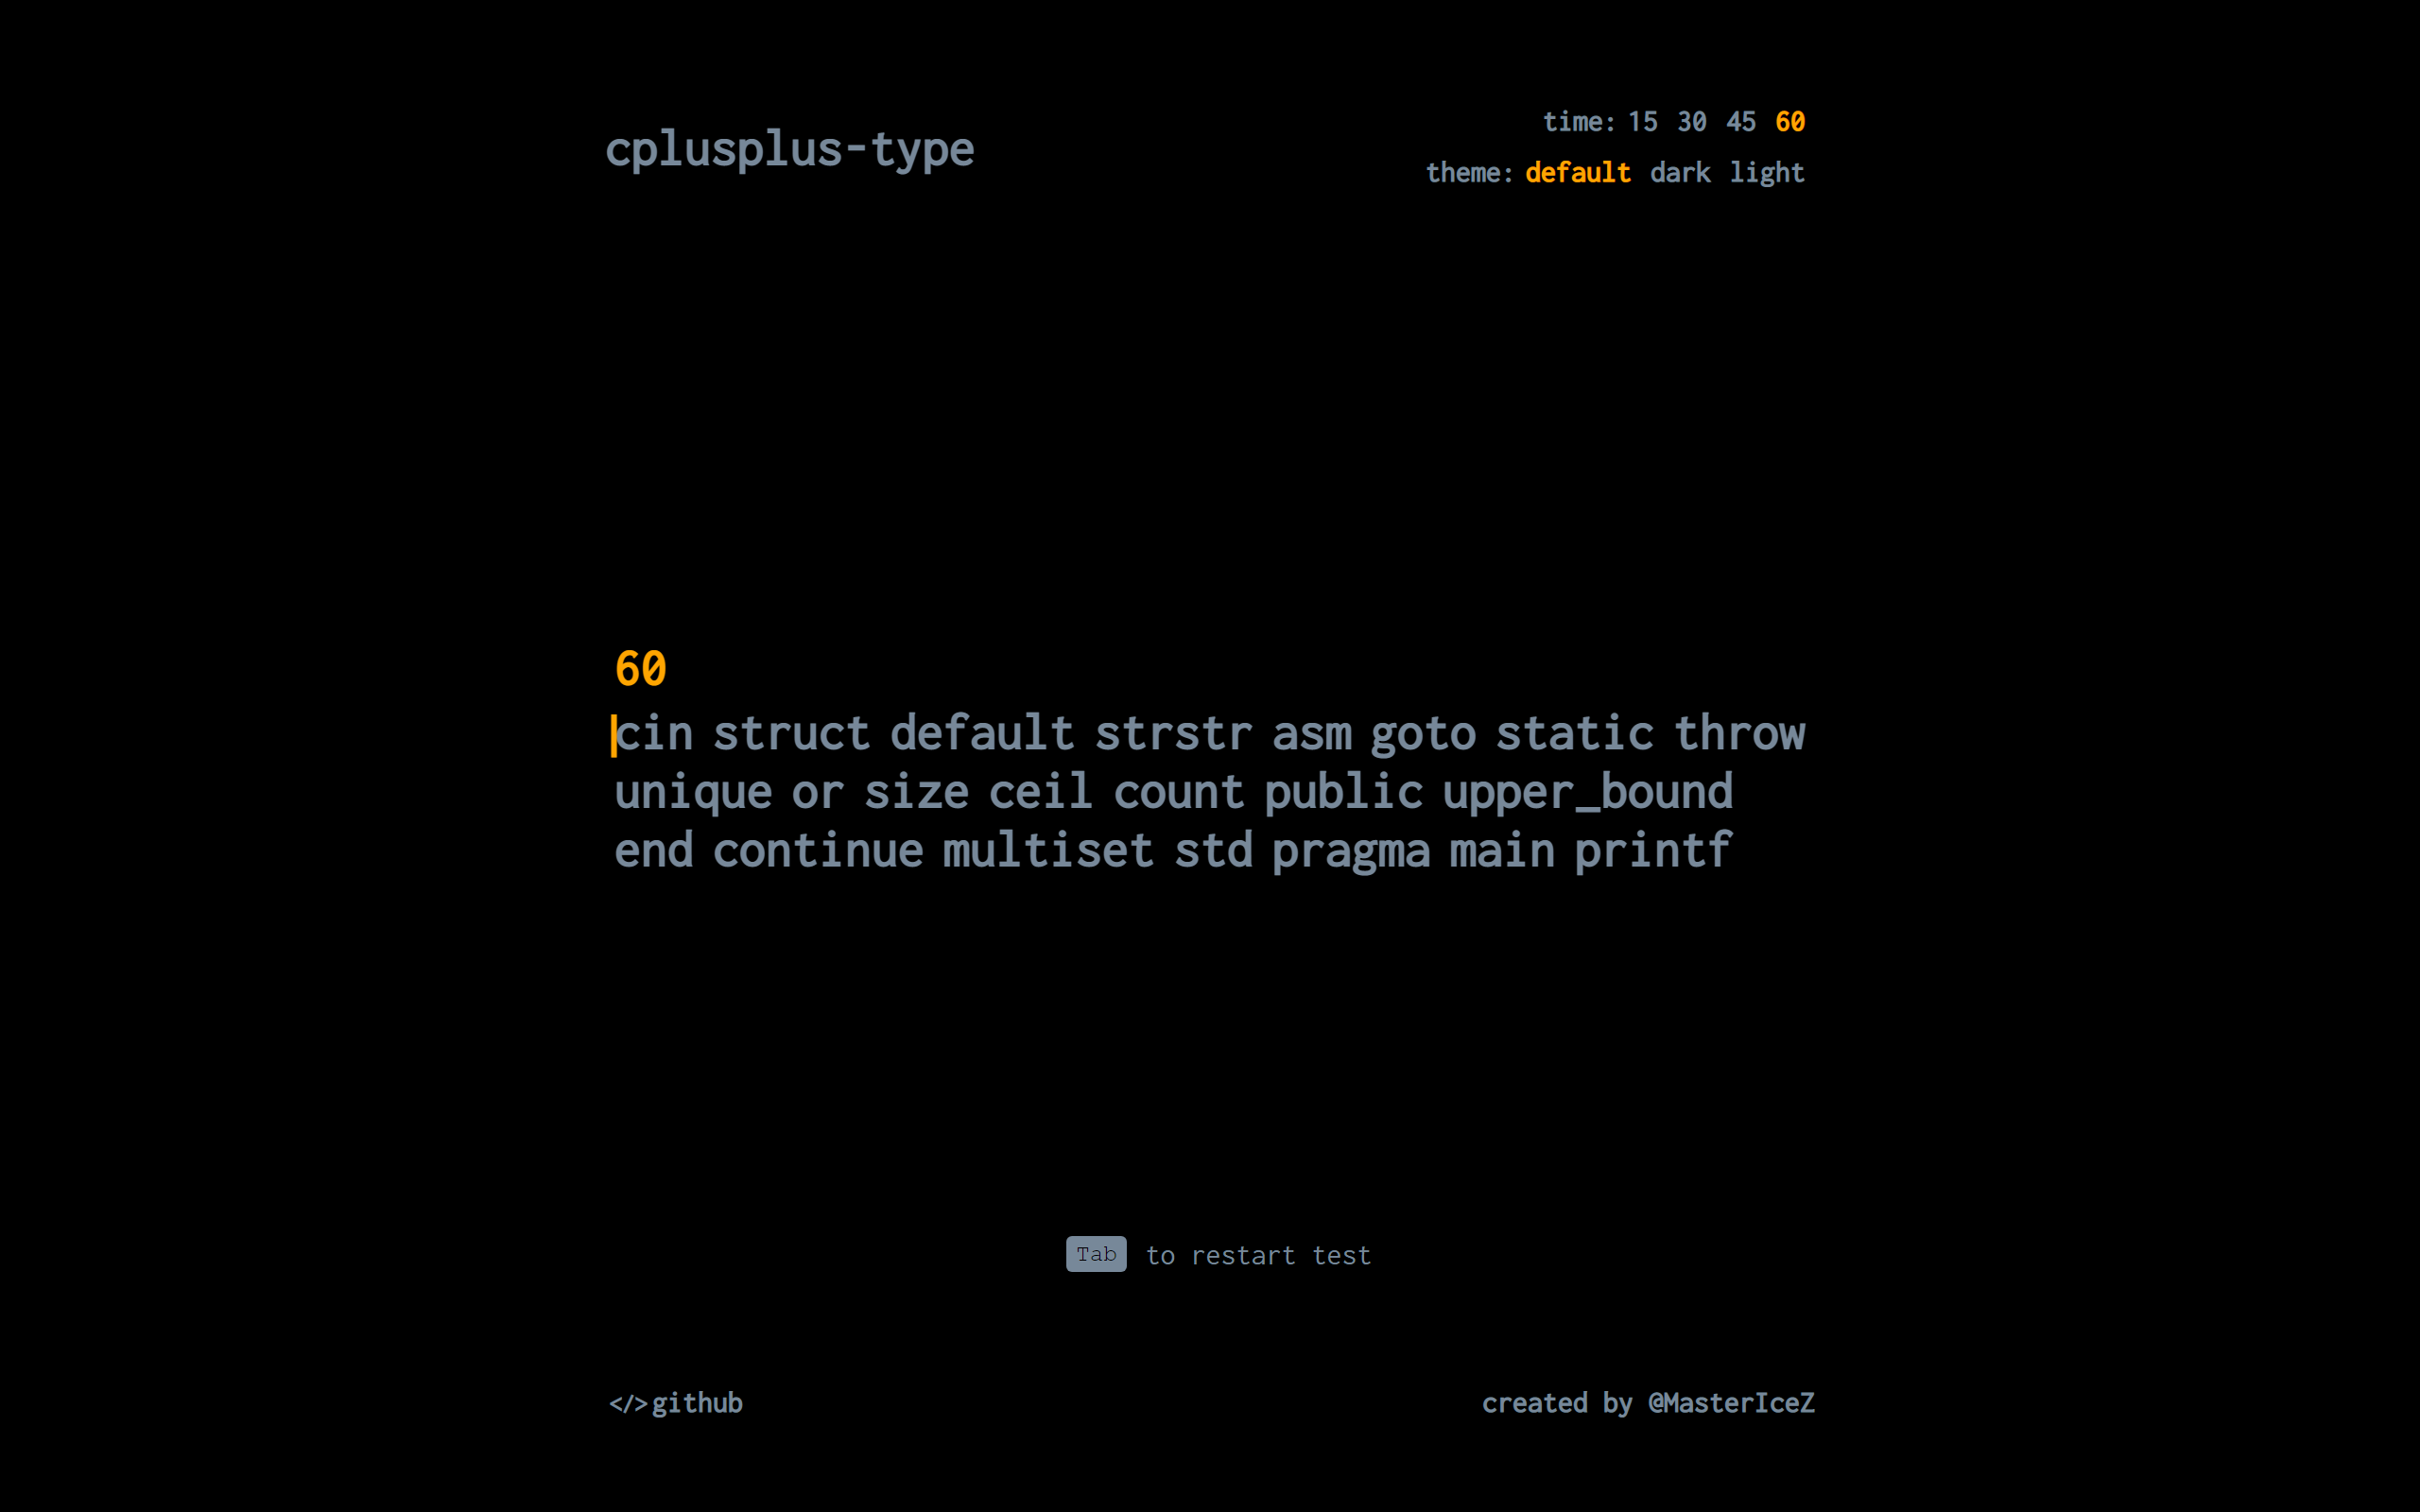 cplusplus-type
time: 15 30 45 60
theme: default dark light
60
cin struct default strstr asm goto static throw
unique or size ceil count public upper_bound
end continue multiset std pragma main printf
Tab to restart test
</>github
created by @MasterIceZ